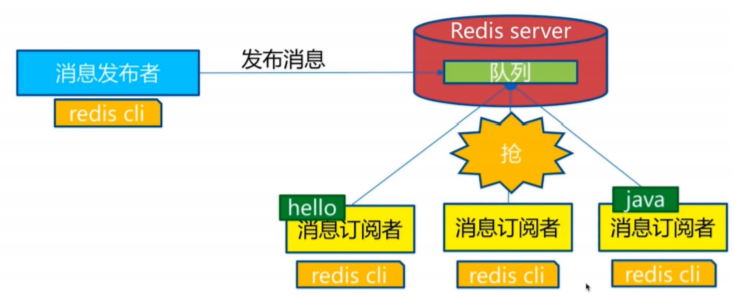 Redis server
发布消息
队列
消息发布者
redis cli
抢
hello
java
消息订阅者
消息订阅者
消息订阅者
redis cli
redis cli
redis cli